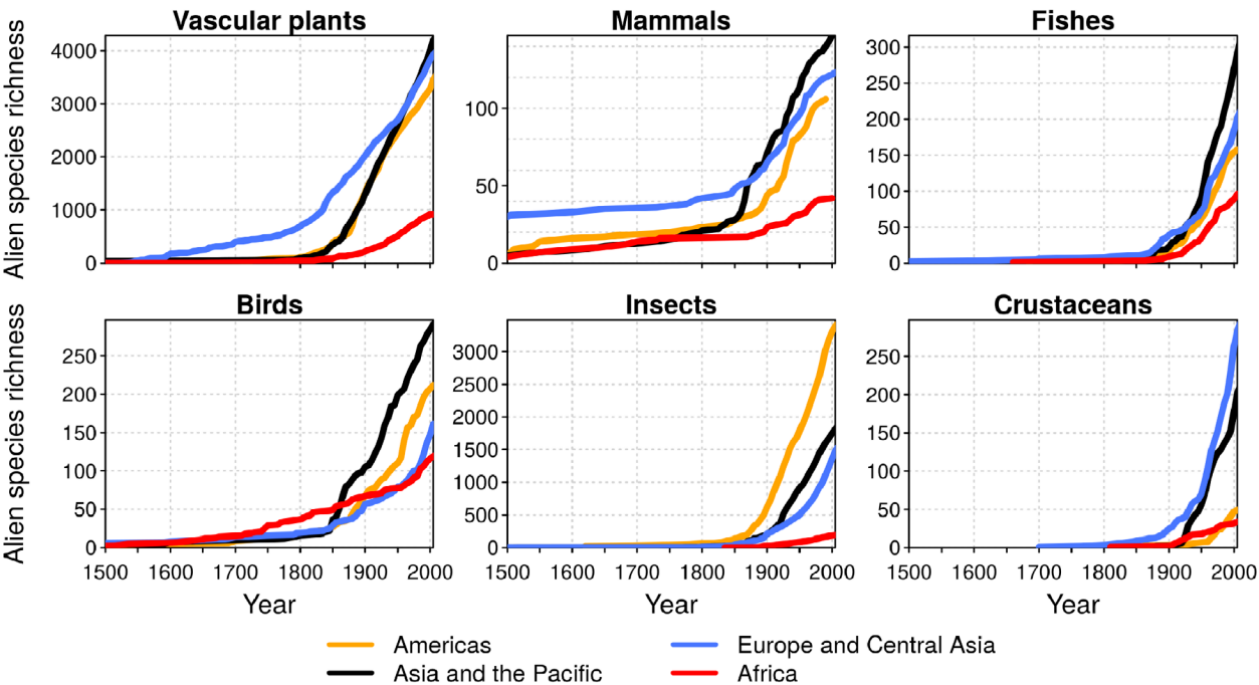 Vascular plants
Mammals
Fishes
Alien species richness
4000
3000
2000
1000
0
100
50
0
300
250
200
150
100
50
0
Birds
Insects
Crustaceans
Alien species richness
250
200
150
100
50
0
3000
2500
2000
1500
1000
500
0
250
200
150
100
50
0
1500 1600 1700 1800 1900 2000
1500 1600 1700 1800 1900 2000
1500 1600 1700 1800 1900 2000
Year
Year
Year
Americas
Europe and Central Asia
Asia and the Pacific
Africa